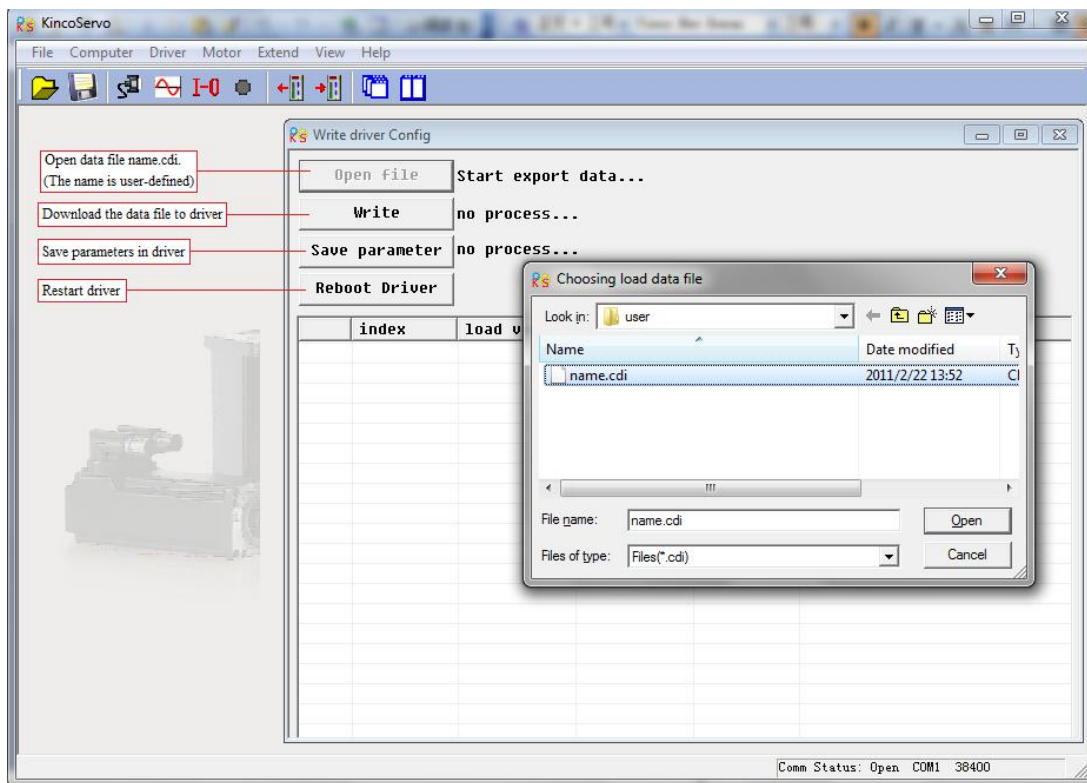 KincoServo
File Computer Driver Motor Extend View Help
I-O
Write driver Config
Open data file name.cdi.
(The name is user-defined)
Open file
Start export data...
Download the data file to driver
Write
no process...
Save parameters in driver
Save parameter
no process...
Restart driver
Reboot Driver
index
load v
Choosing load data file
Look in:
user
Name
Date modified
Ty
name.cdi
2011/2/22 13:52
File name:
name.cdi
Open
Files of type:
Files(*.cdi)
Cancel
Comm Status: Open COM1 38400